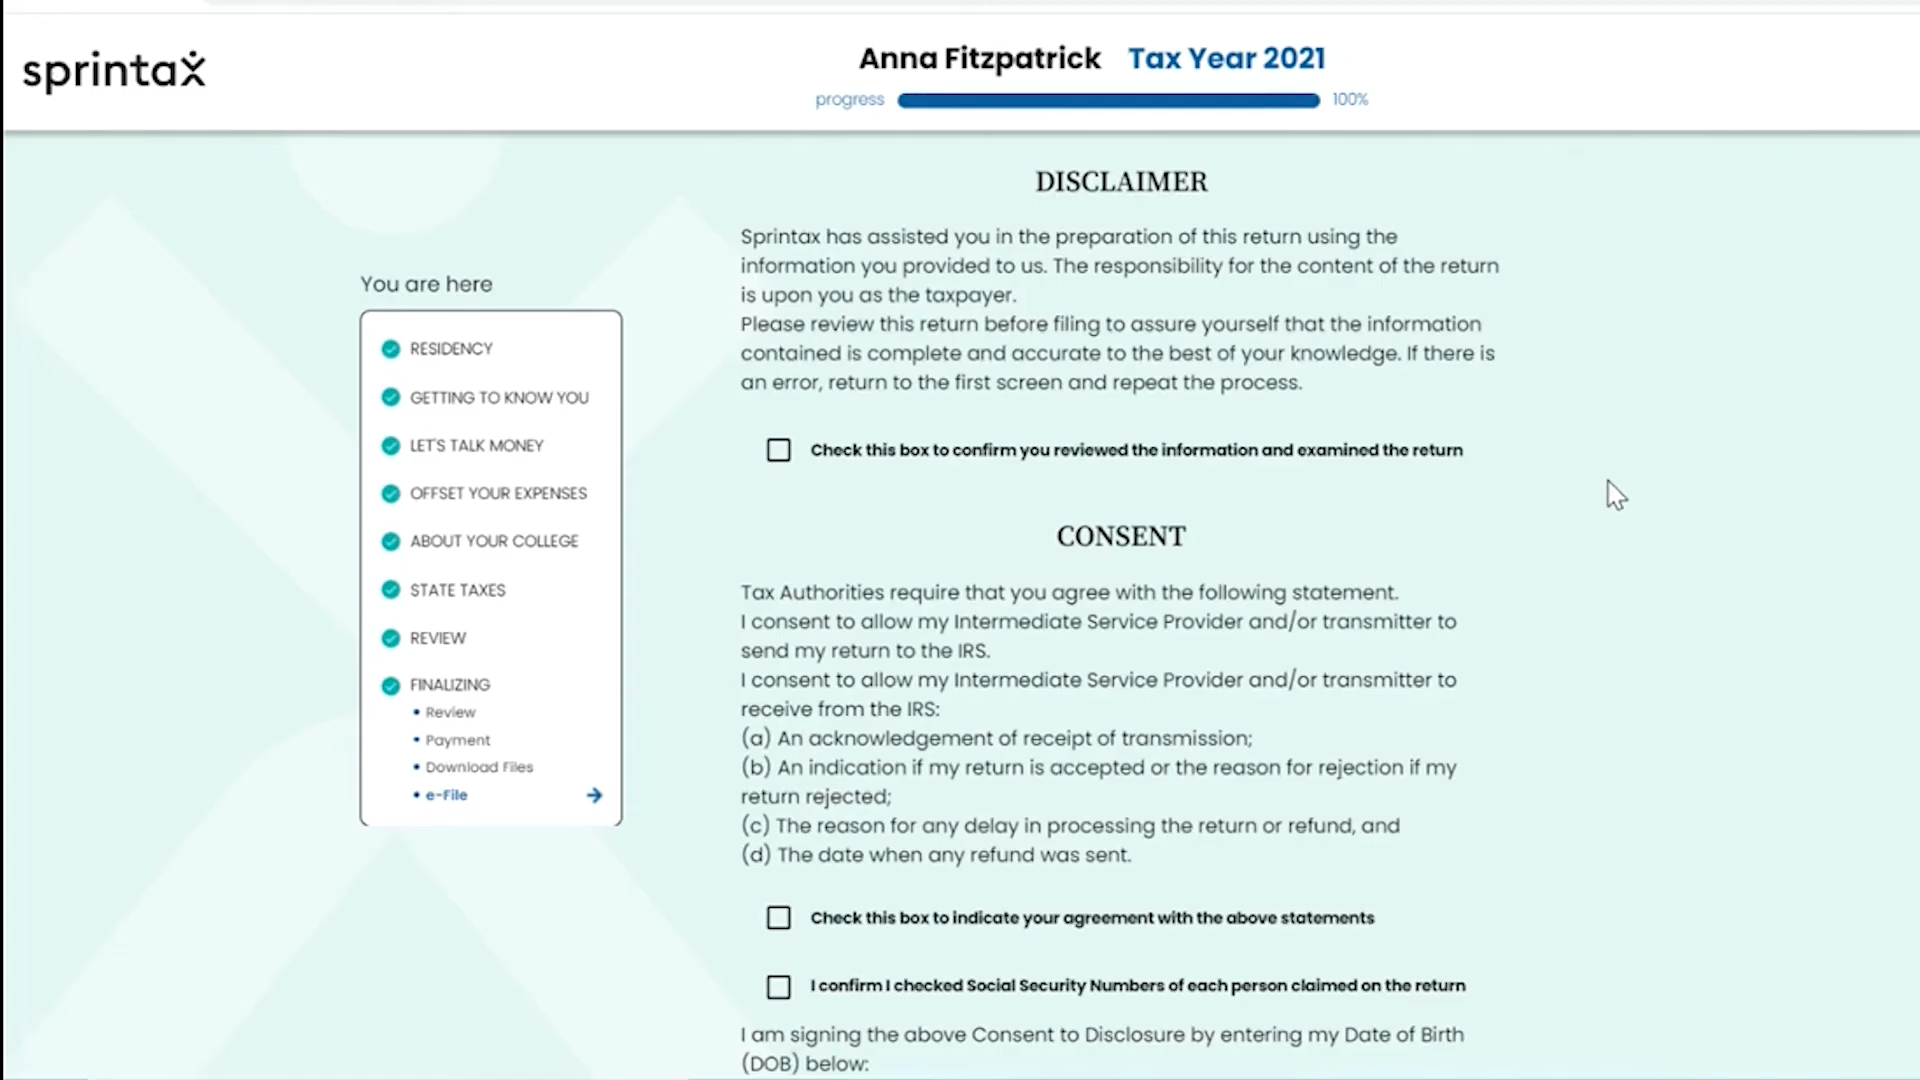 sprintax
Anna Fitzpatrick Tax Year 2021
progress 100%
You are here
RESIDENCY
GETTING TO KNOW YOU
LET'S TALK MONEY
OFFSET YOUR EXPENSES
ABOUT YOUR COLLEGE
STATE TAXES
REVIEW
FINALIZING
• Review
• Payment
• Download Files
• e-File
DISCLAIMER
Sprintax has assisted you in the preparation of this return using the
information you provided to us. The responsibility for the content of the return
is upon you as the taxpayer.
Please review this return before filing to assure yourself that the information
contained is complete and accurate to the best of your knowledge. If there is
an error, return to the first screen and repeat the process.
Check this box to confirm you reviewed the information and examined the return
CONSENT
Tax Authorities require that you agree with the following statement.
I consent to allow my Intermediate Service Provider and/or transmitter to
send my return to the IRS.
I consent to allow my Intermediate Service Provider and/or transmitter to
receive from the IRS:
(a) An acknowledgement of receipt of transmission;
(b) An indication if my return is accepted or the reason for rejection if my
return rejected;
(c) The reason for any delay in processing the return or refund, and
(d) The date when any refund was sent.
Check this box to indicate your agreement with the above statements
I confirm I checked Social Security Numbers of each person claimed on the return
I am signing the above Consent to Disclosure by entering my Date of Birth
(DOB) below: